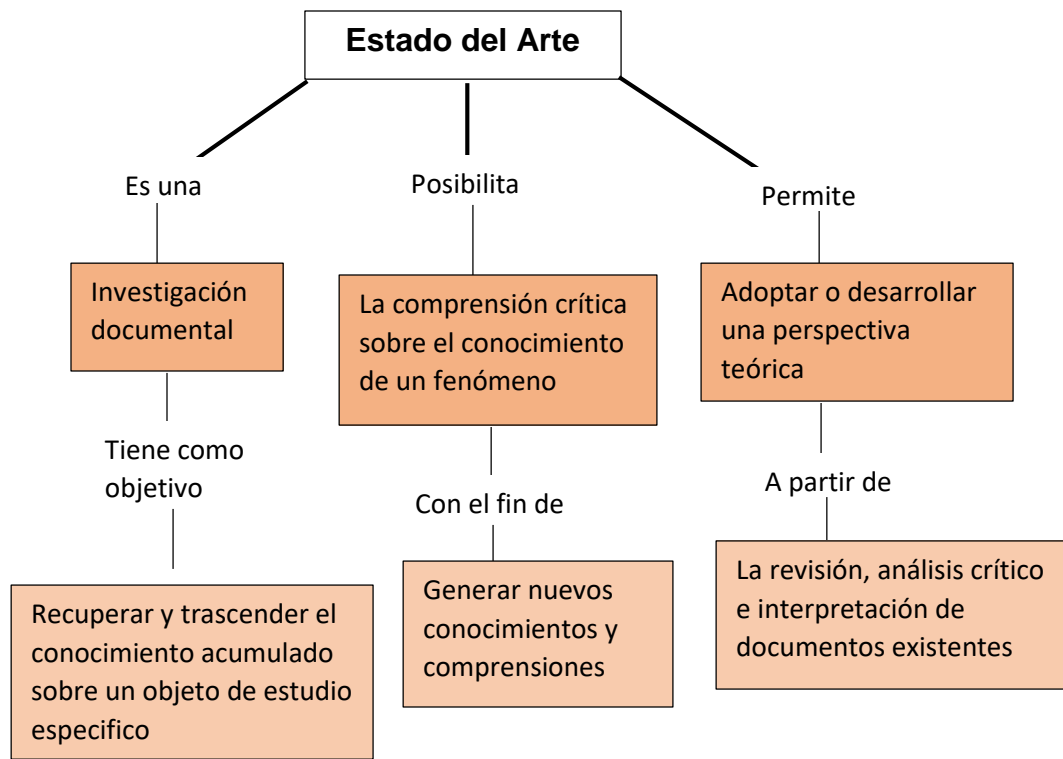 Estado del Arte
Es una
Investigación
documental
Tiene como
objetivo
Recuperar y trascender el
conocimiento acumulado
sobre un objeto de estudio
especifico
Posibilita
La comprensión crítica
sobre el conocimiento
de un fenómeno
Con el fin de
Generar nuevos
conocimientos y
comprensiones
Permite
Adoptar o desarrollar
una perspectiva
teórica
A partir de
La revisión, análisis crítico
e interpretación de
documentos existentes